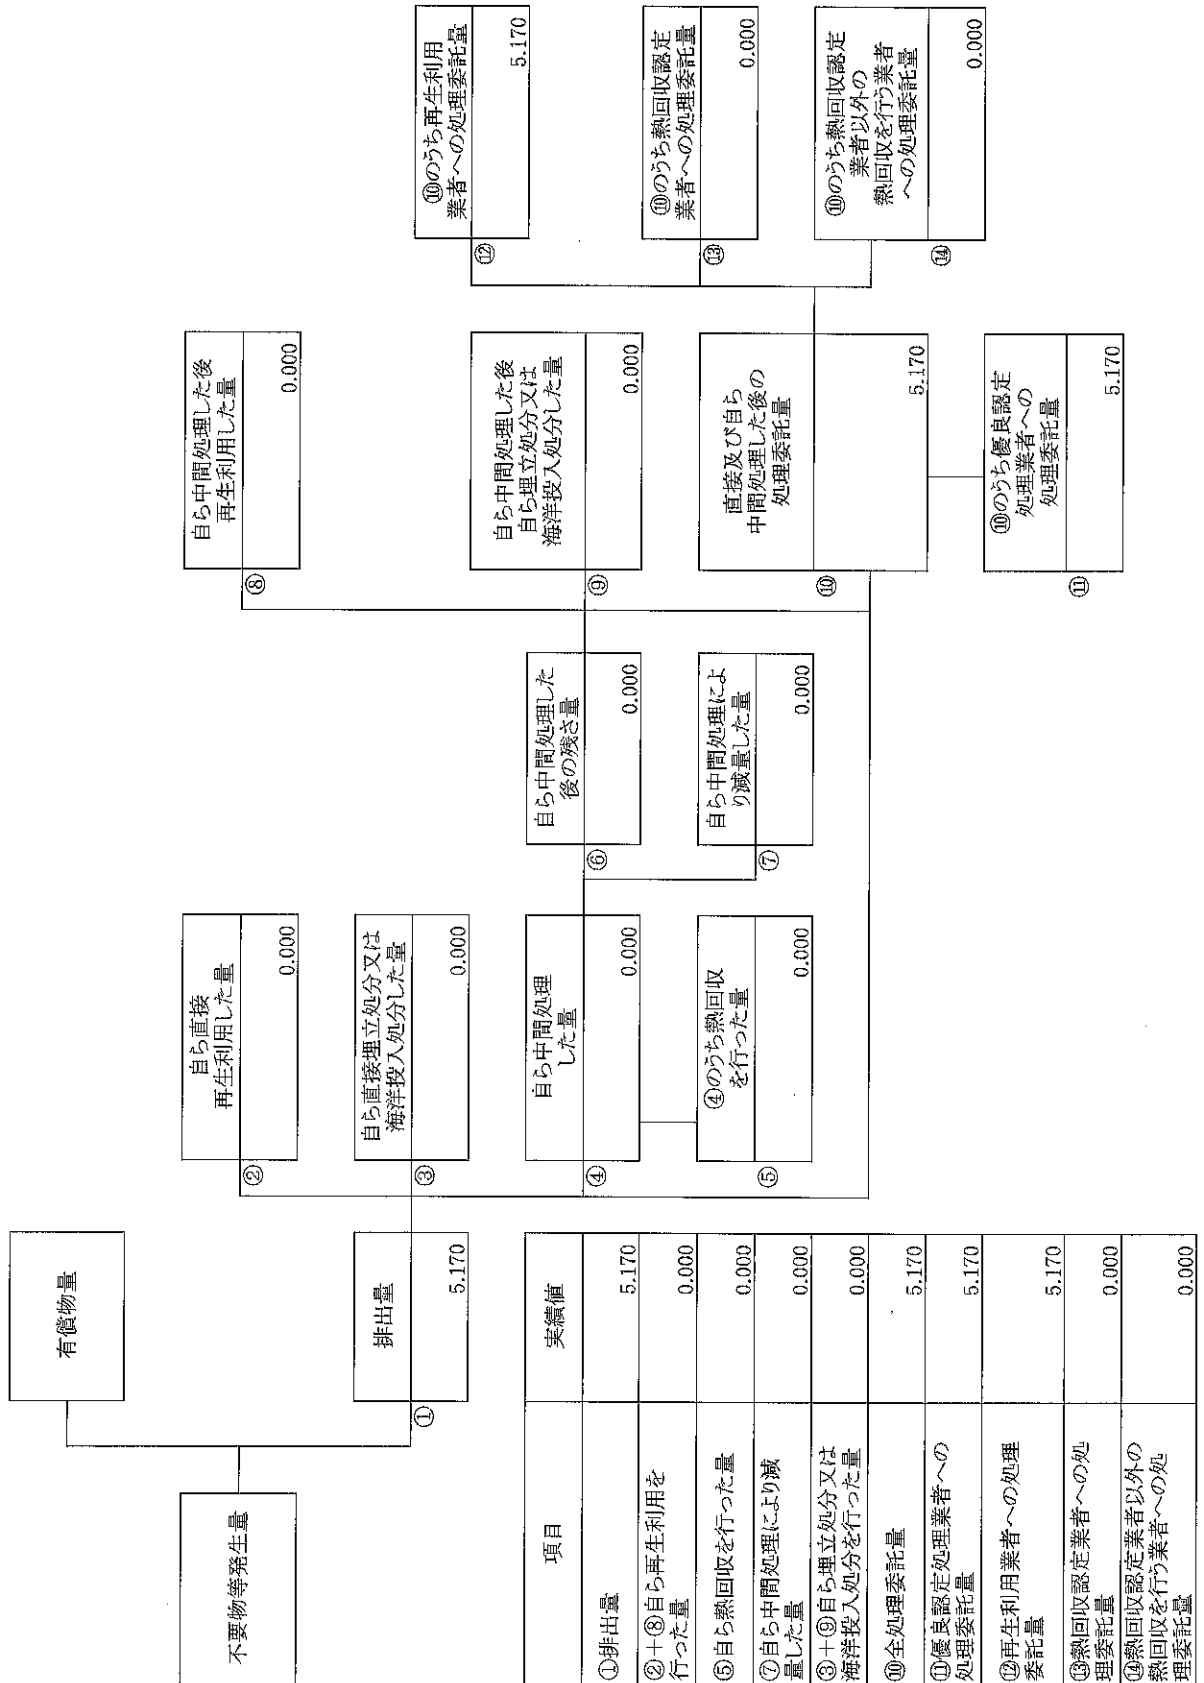 不要物等発生量
有償物量
①
排出量
5.170
②
自ら直接
再生利用した量
0.000
③
自ら直接埋立処分又は
海洋投入処分した量
0.000
④
自ら中間処理
した量
0.000
⑤
④のうち熱回収
を行った量
0.000
⑥
自ら中間処理した
後の残さ量
0.000
⑦
自ら中間処理によ
り減量した量
0.000
⑧
自ら中間処理した後
再生利用した量
0.000
⑨
自ら中間処理した後
自ら埋立処分又は
海洋投入処分した量
0.000
⑩
直接及び自ら
中間処理した後の
処理委託量
5.170
⑪
⑩のうち優良認定
処理業者への
処理委託量
5.170
⑫
⑩のうち再生利用
業者への処理委託量
5.170
⑬
⑩のうち熱回収認定
業者への処理委託量
0.000
⑭
⑩のうち熱回収認定
業者以外の
熱回収を行う業者
への処理委託量
0.000
項目
実績値
①排出量
5.170
②+⑧自ら再生利用を
行った量
0.000
⑤自ら熱回収を行った量
0.000
⑦自ら中間処理により減
量した量
0.000
③+⑨自ら埋立処分又は
海洋投入処分を行った量
0.000
⑩全処理委託量
5.170
⑪優良認定処理業者への
処理委託量
5.170
⑫再生利用業者への処理
委託量
5.170
⑬熱回収認定業者への処
理委託量
0.000
⑭熱回収認定業者以外の
熱回収を行う業者への処
理委託量
0.000